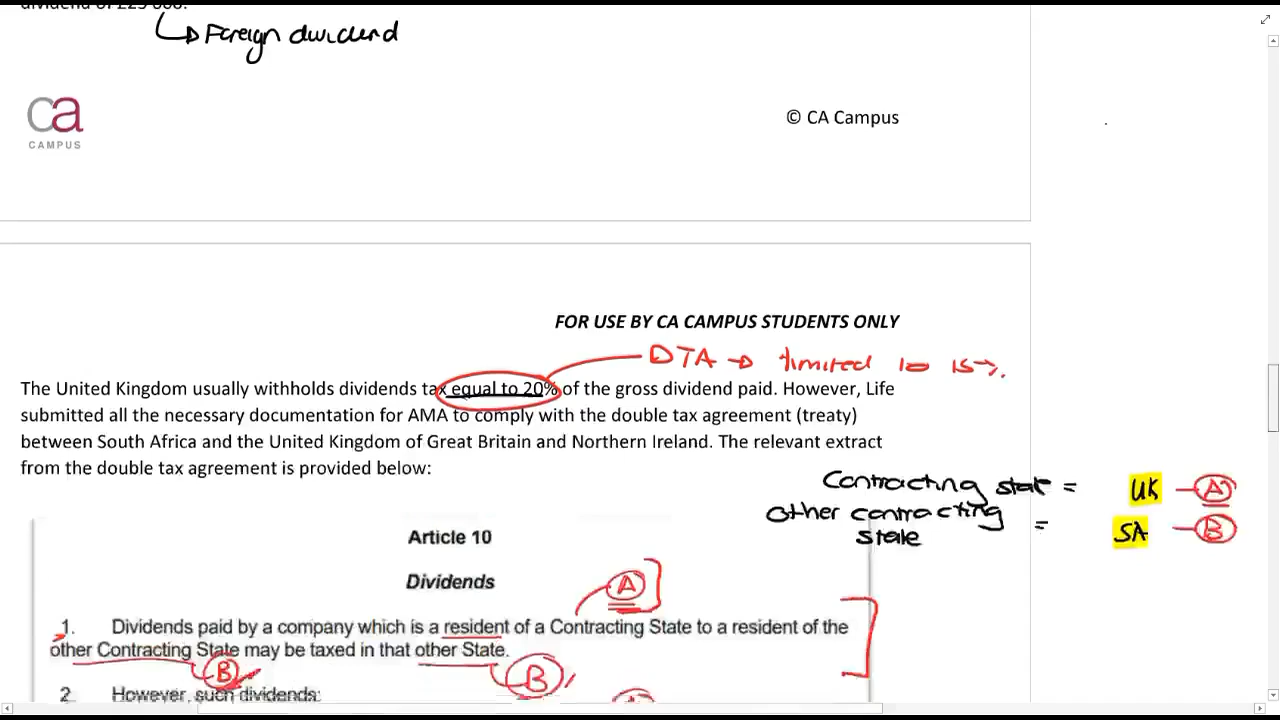 Foreign dividend
ca
CAMPUS
© CA Campus
FOR USE BY CA CAMPUS STUDENTS ONLY
DTA → limited to 15%
The United Kingdom usually withholds dividends tax equal to 20% of the gross dividend paid. However, Life
submitted all the necessary documentation for AMA to comply with the double tax agreement (treaty)
between South Africa and the United Kingdom of Great Britain and Northern Ireland. The relevant extract
from the double tax agreement is provided below:
Contracting state = UK - A
Other contracting state = SA - B
Article 10
Dividends
A
1. Dividends paid by a company which is a resident of a Contracting State to a resident of the
other Contracting State may be taxed in that other State.
B B
2. However, such dividends: